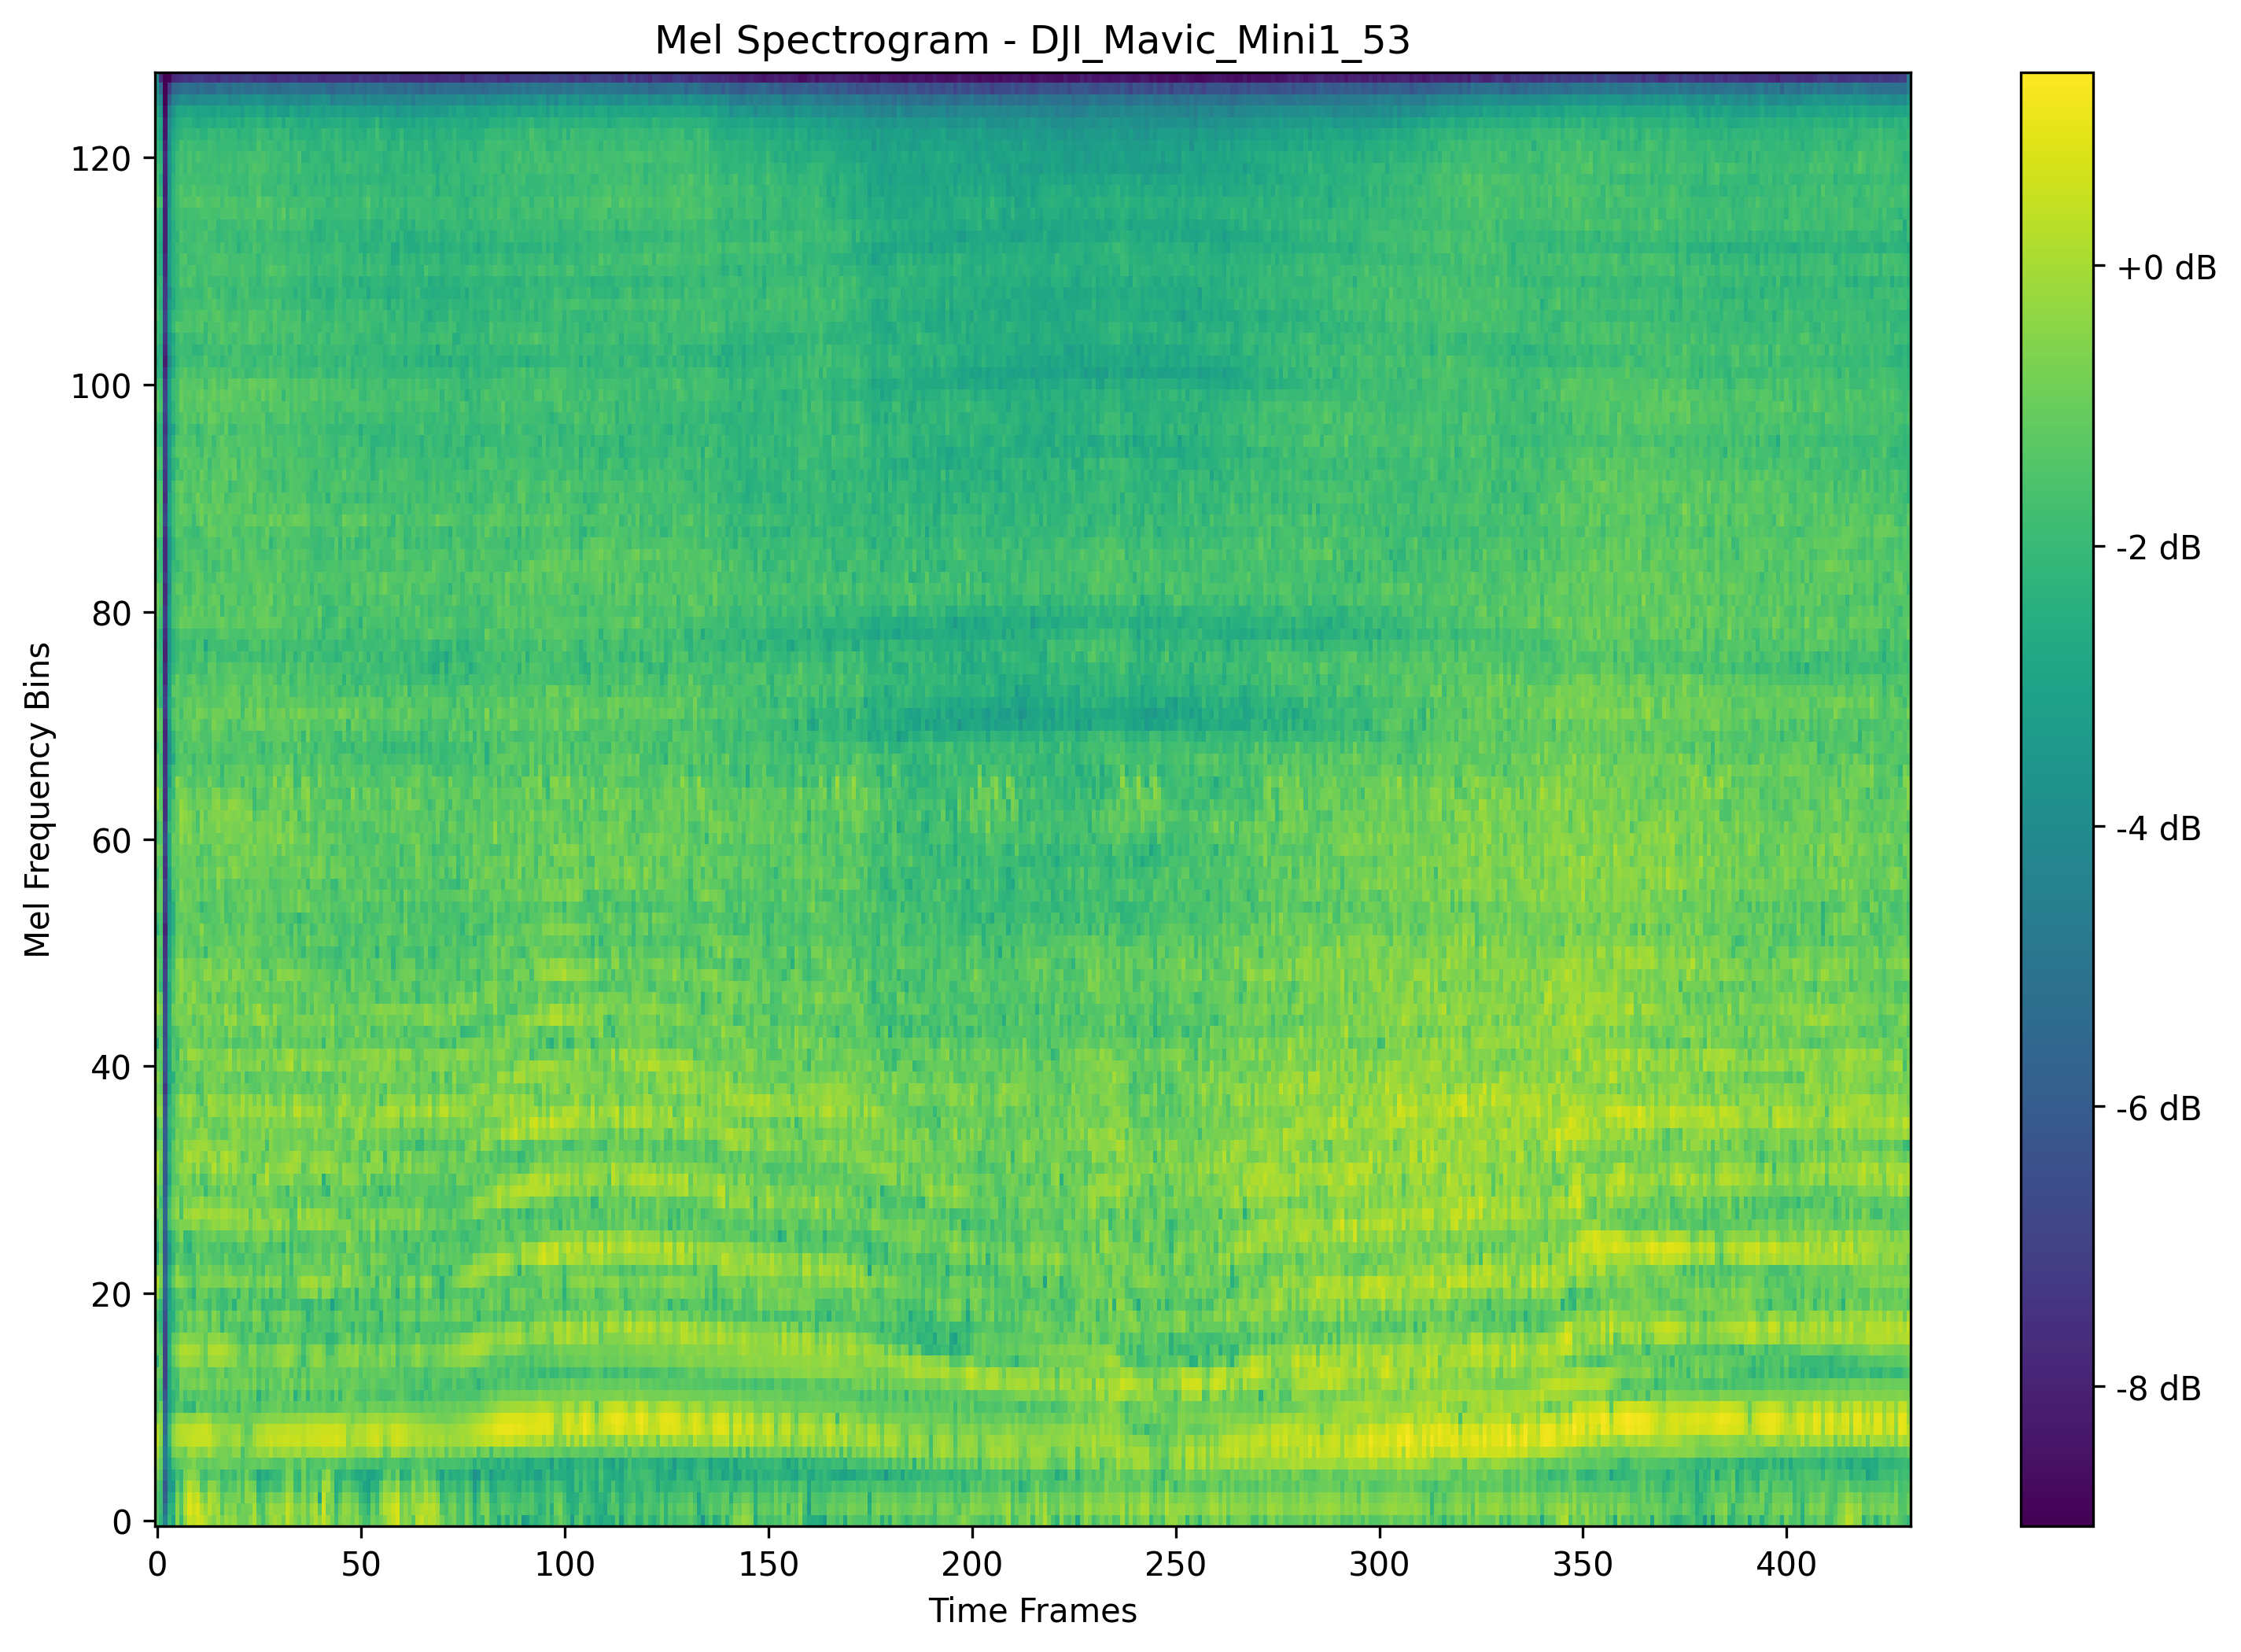 Mel Spectrogram - DJI_Mavic_Mini1_53
Mel Frequency Bins
120
100
80
60
40
20
0
0 50 100 150 200 250 300 350 400
Time Frames
+0 dB
-2 dB
-4 dB
-6 dB
-8 dB